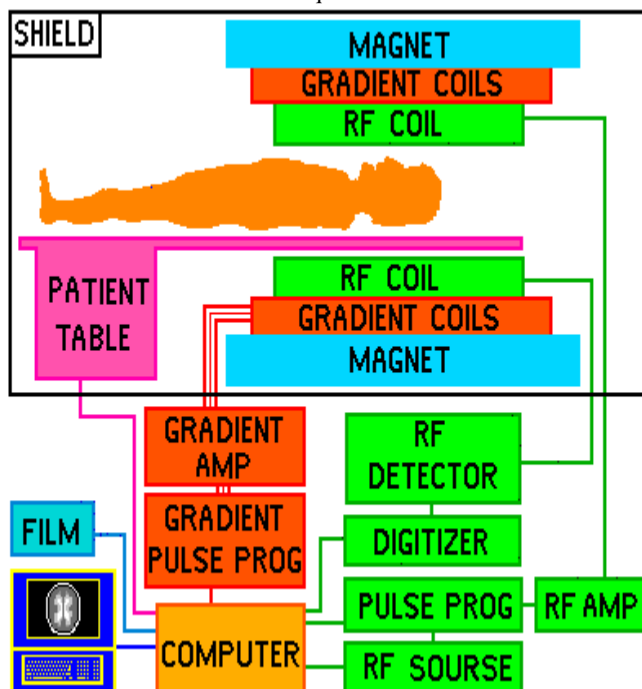 SHIELD
MAGNET
GRADIENT COILS
RF COIL
RF COIL
GRADIENT COILS
MAGNET
PATIENT
TABLE
GRADIENT
AMP
RF
DETECTOR
GRADIENT
PULSE PROG
FILM
DIGITIZER
PULSE PROG
RF AMP
COMPUTER
RF SOURSE